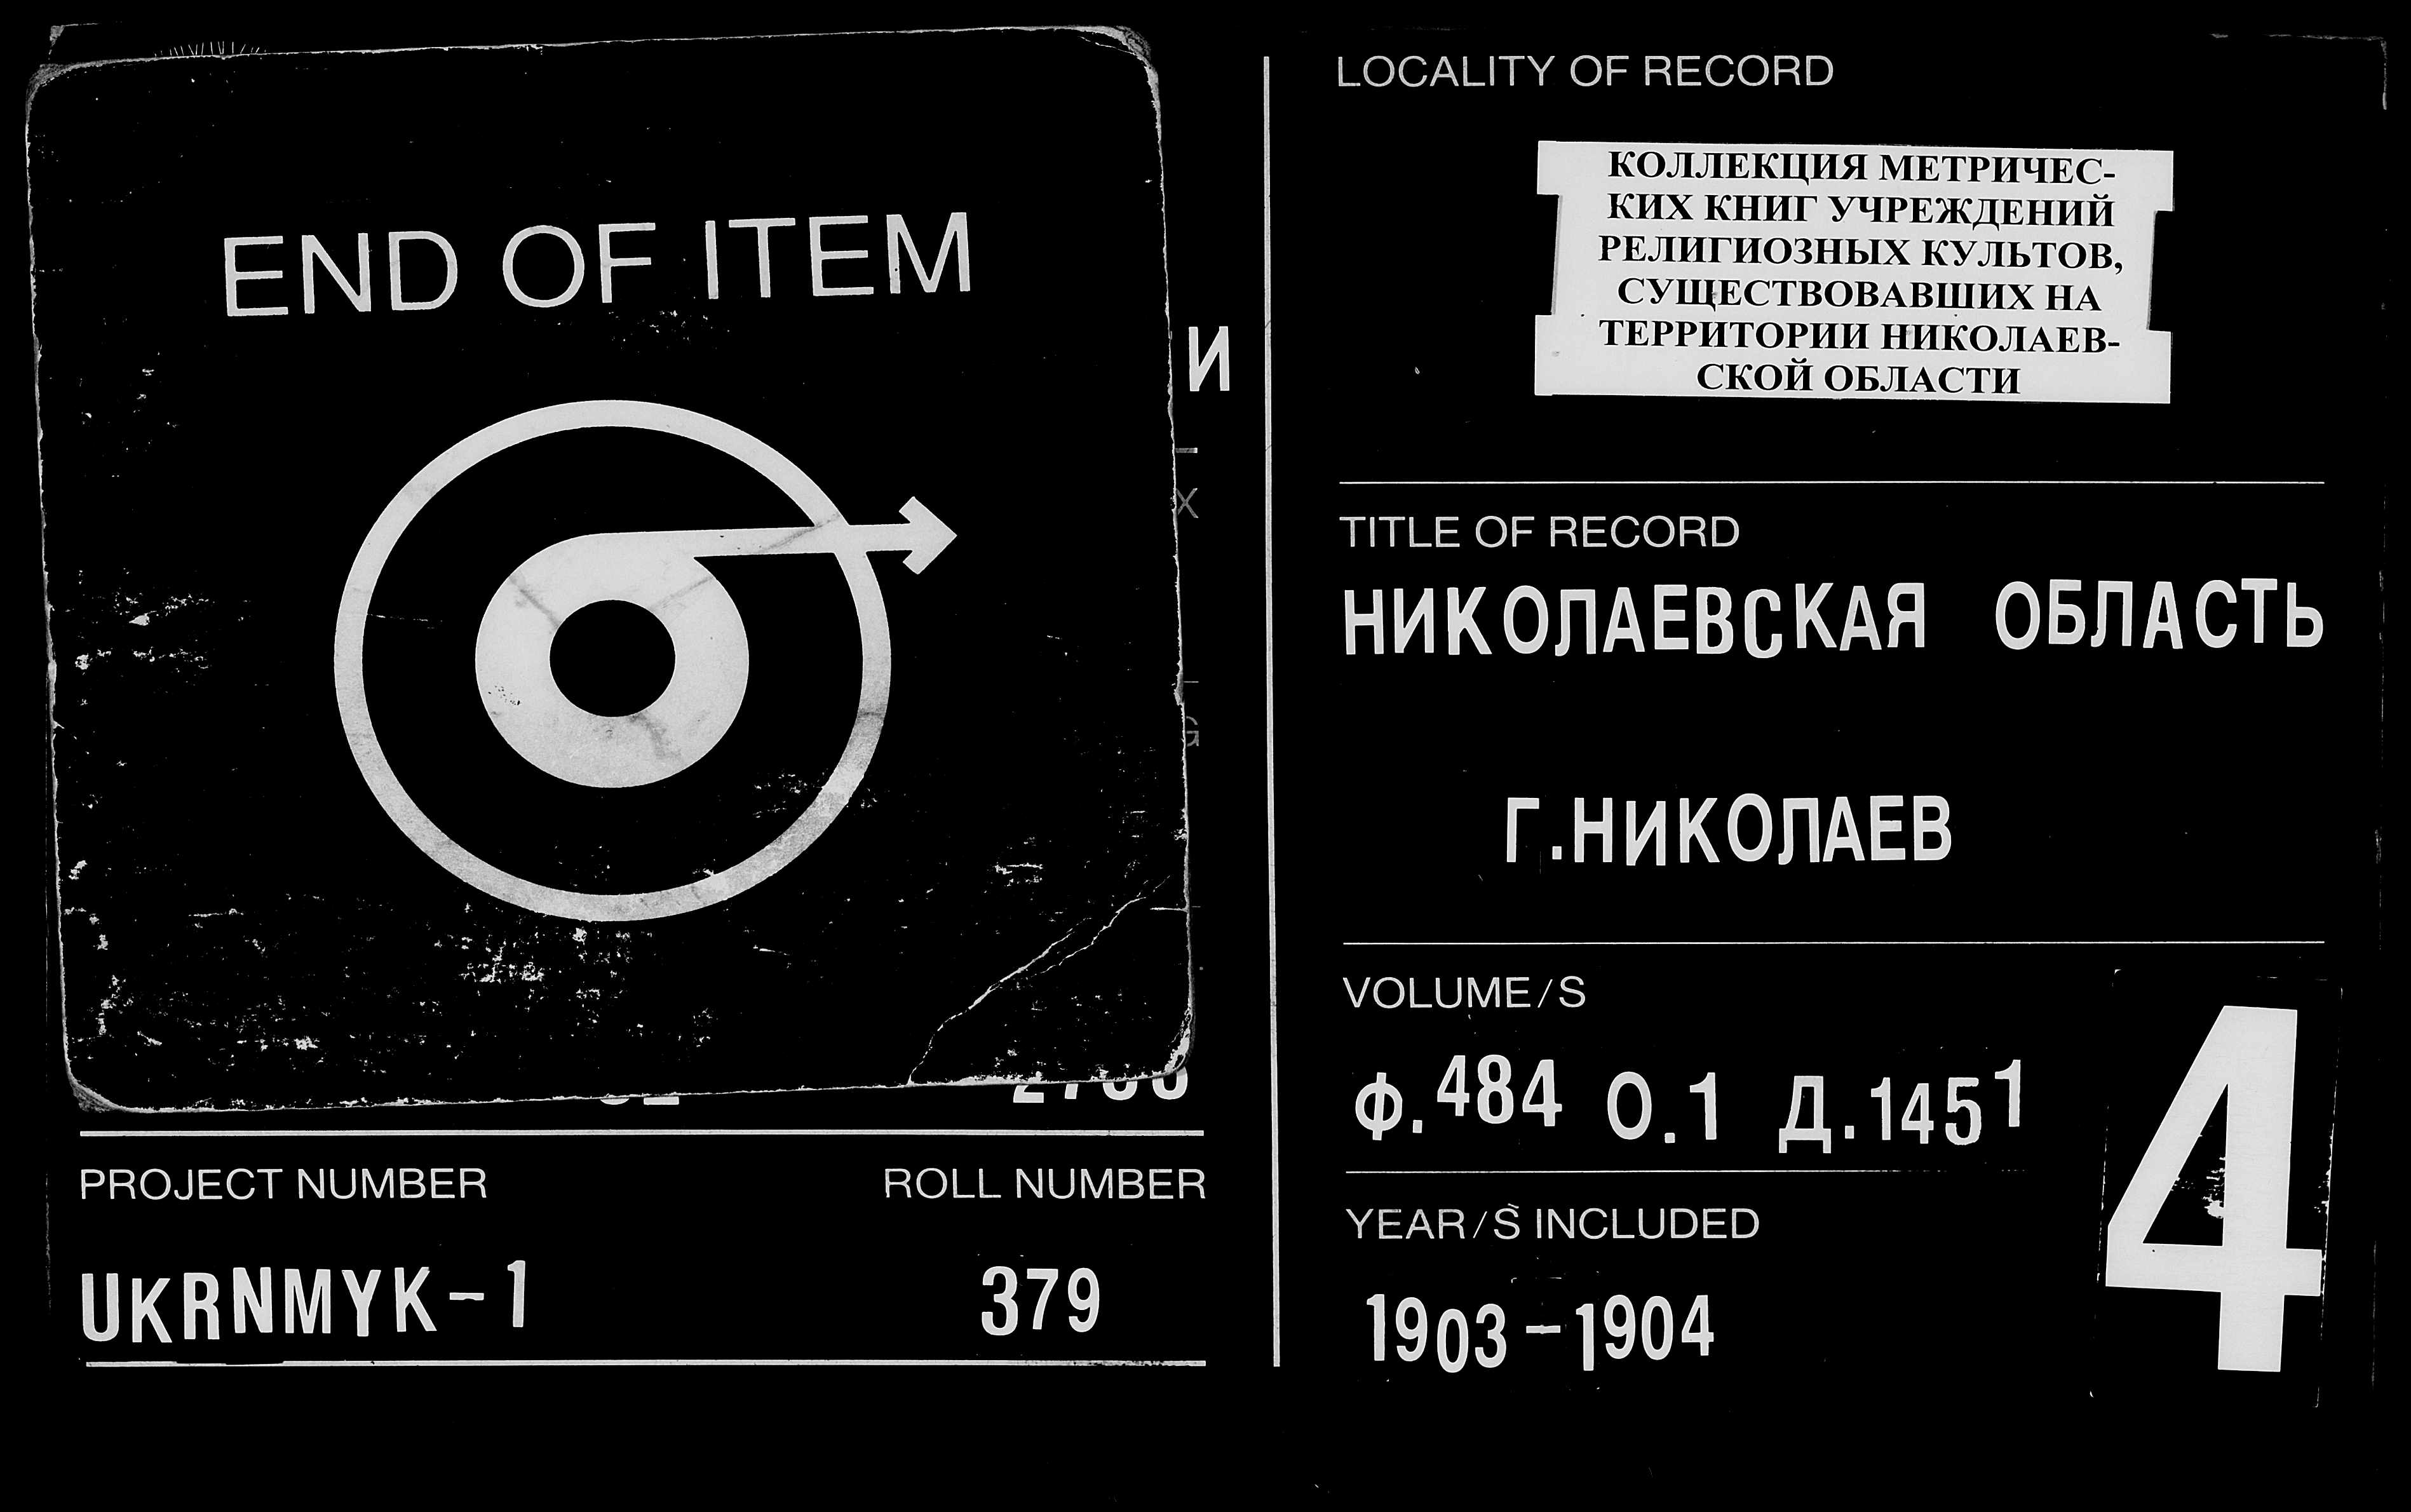 END OF ITEM
И
PROJECT NUMBER
ROLL NUMBER
UKRNMYK-1
379
LOCALITY OF RECORD
КОЛЛЕКЦИЯ МЕТРИЧЕС-
КИХ КНИГ УЧРЕЖДЕНИЙ
РЕЛИГИОЗНЫХ КУЛЬТОВ,
СУЩЕСТВОВАВШИХ НА
ТЕРРИТОРИИ НИКОЛАЕВ-
СКОЙ ОБЛАСТИ
TITLE OF RECORD
НИКОЛАЕВСКАЯ ОБЛАСТЬ
Г.НИКОЛАЕВ
VOLUME/S
Ф.484 О.1 Д.1451
YEAR/S INCLUDED
1903-1904
4